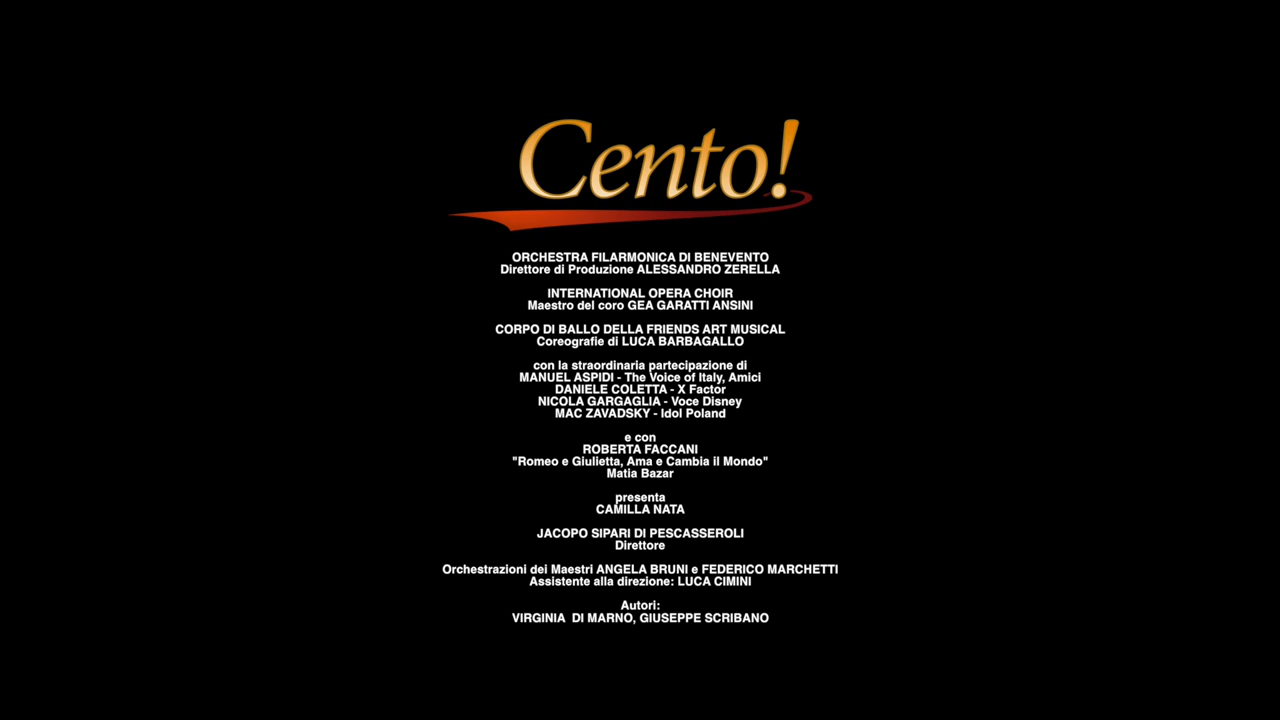 Cento!
ORCHESTRA FILARMONICA DI BENEVENTO
Direttore di Produzione ALESSANDRO ZERELLA
INTERNATIONAL OPERA CHOIR
Maestro del coro GEA GARATTI ANSINI
CORPO DI BALLO DELLA FRIENDS ART MUSICAL
Coreografie di LUCA BARBAGALLO
con la straordinaria partecipazione di
MANUEL ASPIDI - The Voice of Italy, Amici
DANIELE COLETTA - X Factor
NICOLA GARGAGLIA - Voce Disney
MAC ZAVADSKY - Idol Poland
e con
ROBERTA FACCANI
"Romeo e Giulietta, Ama e Cambia il Mondo"
Matia Bazar
presenta
CAMILLA NATA
JACOPO SIPARI DI PESCASSEROLI
Direttore
Orchestrazioni dei Maestri ANGELA BRUNI e FEDERICO MARCHETTI
Assistente alla direzione: LUCA CIMINI
Autori:
VIRGINIA  DI MARNO, GIUSEPPE SCRIBANO